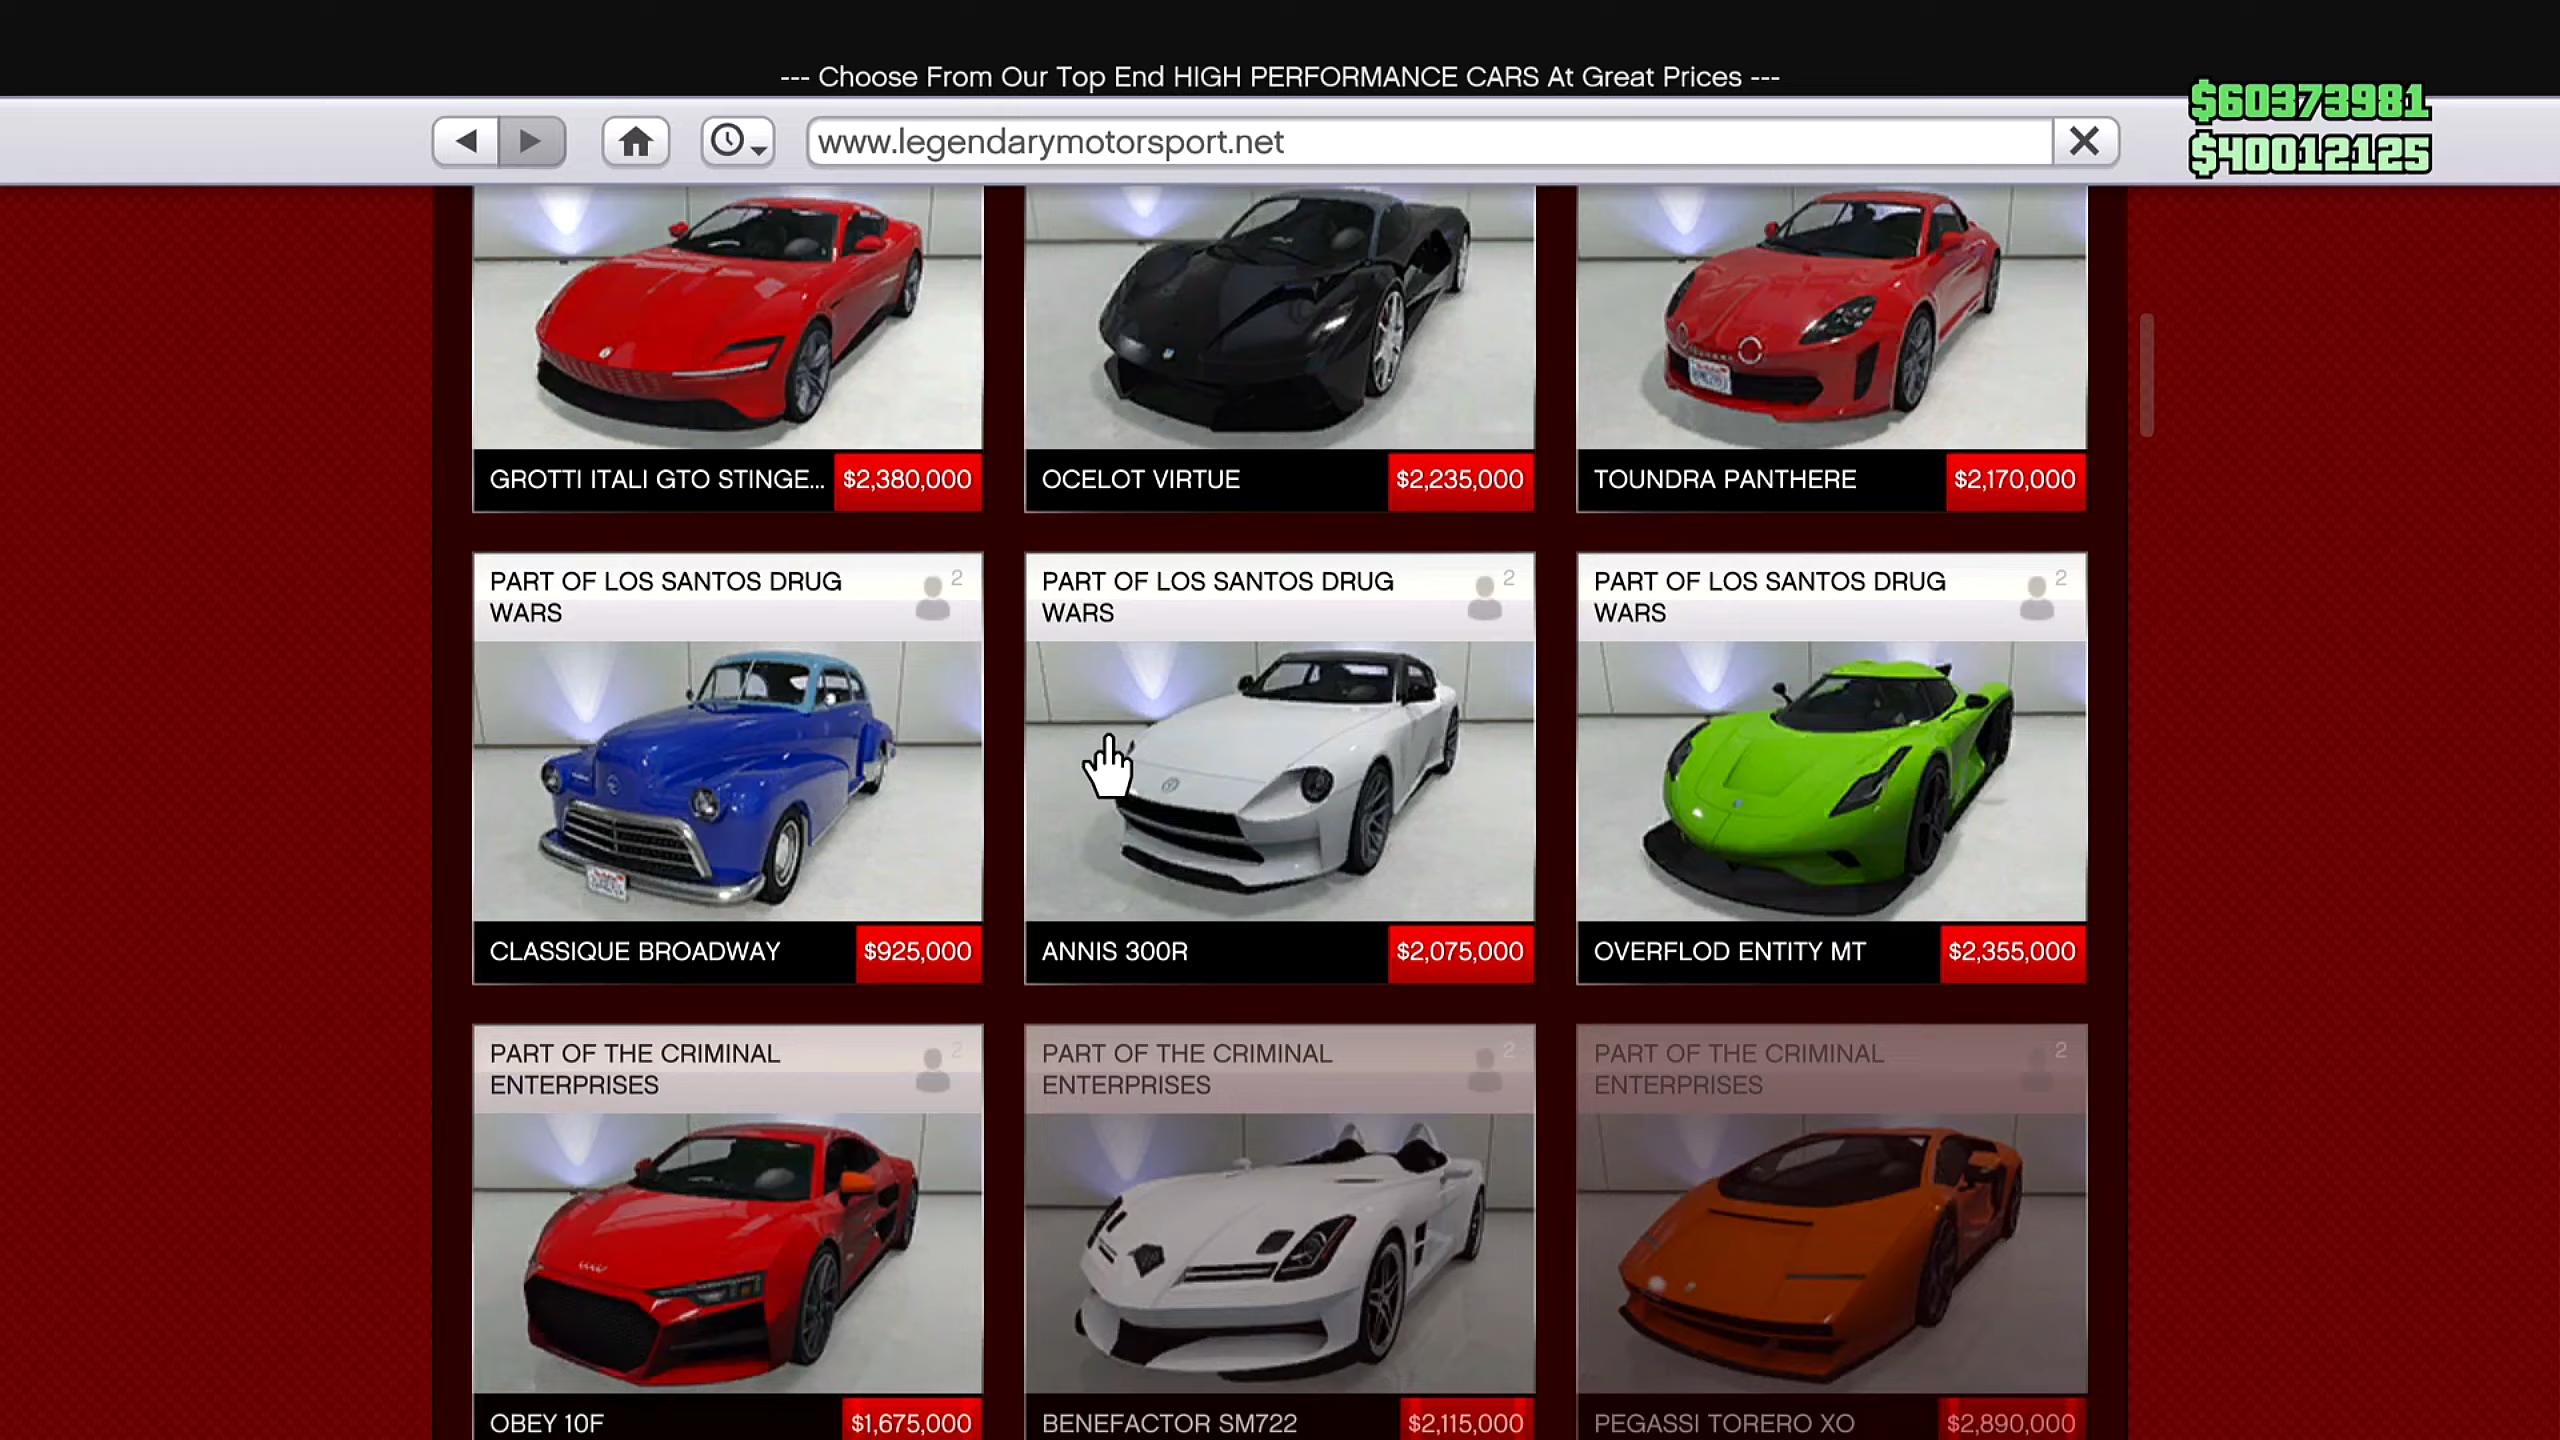 --- Choose From Our Top End HIGH PERFORMANCE CARS At Great Prices ---
www.legendarymotorsport.net
$60373981
$40012125
GROTTI ITALI GTO STINGE... $2,380,000
OCELOT VIRTUE $2,235,000
TOUNDRA PANTHERE $2,170,000
PART OF LOS SANTOS DRUG
WARS
2
PART OF LOS SANTOS DRUG
WARS
2
PART OF LOS SANTOS DRUG
WARS
2
CLASSIQUE BROADWAY $925,000
ANNIS 300R $2,075,000
OVERFLOD ENTITY MT $2,355,000
PART OF THE CRIMINAL
ENTERPRISES
2
PART OF THE CRIMINAL
ENTERPRISES
2
PART OF THE CRIMINAL
ENTERPRISES
2
OBEY 10F $1,675,000
BENEFACTOR SM722 $2,115,000
PEGASSI TORERO XO $2,890,000